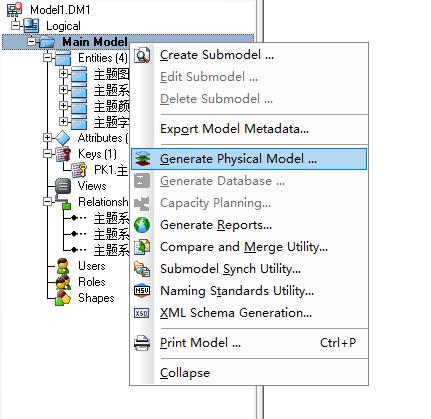 Model1.DM1
Logical
Main Model
Entities (4)
主题图
主题系
主题颜
主题字
Attributes (
Keys (1)
PK1.主
Views
Relationsh
主题系
主题系
主题系
Users
Roles
Shapes
Create Submodel ...
Edit Submodel ...
Delete Submodel ...
Export Model Metadata...
Generate Physical Model ...
Generate Database ...
Capacity Planning...
Generate Reports...
Compare and Merge Utility...
Submodel Synch Utility...
NSU Naming Standards Utility...
XSD XML Schema Generation...
Print Model ... Ctrl+P
Collapse